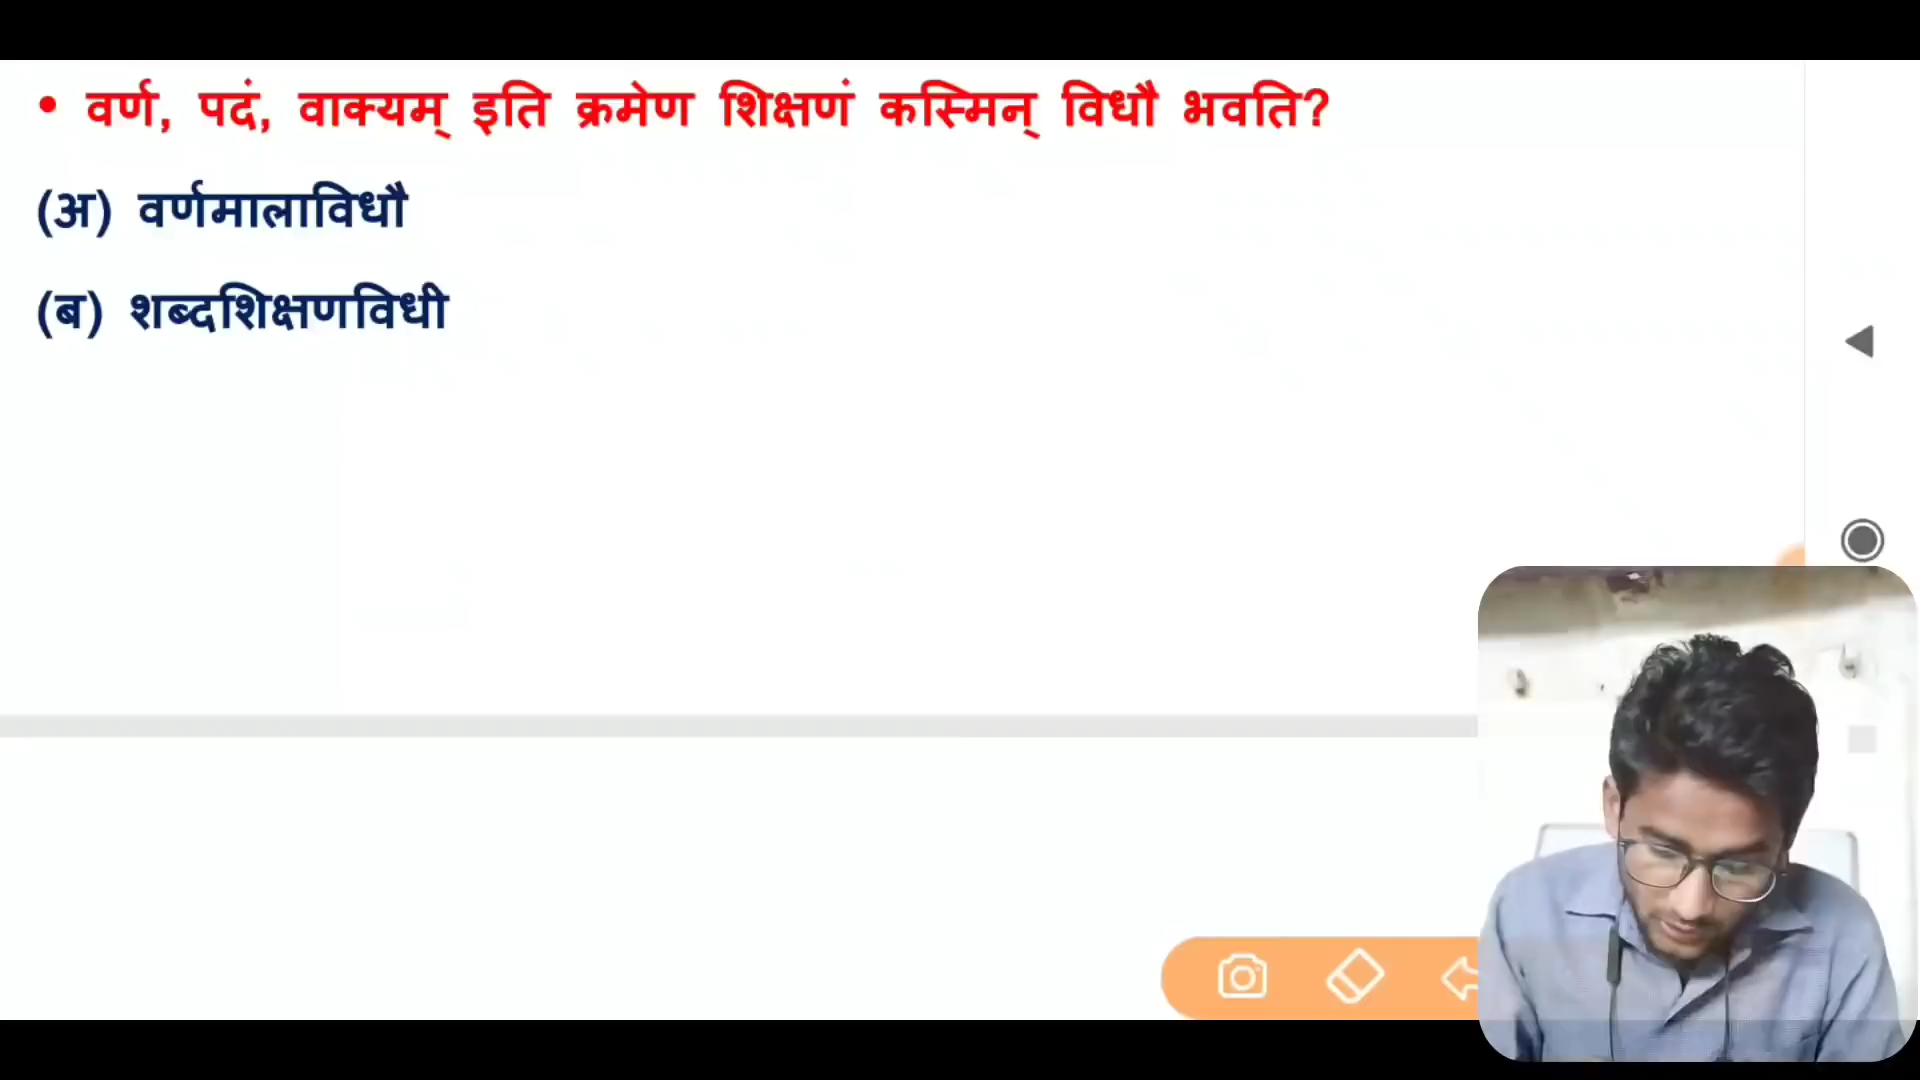 • वर्ण, पदं, वाक्यम् इति क्रमेण शिक्षणं कस्मिन् विधौ भवति?
(अ) वर्णमालाविधौ
(ब) शब्दशिक्षणविधी